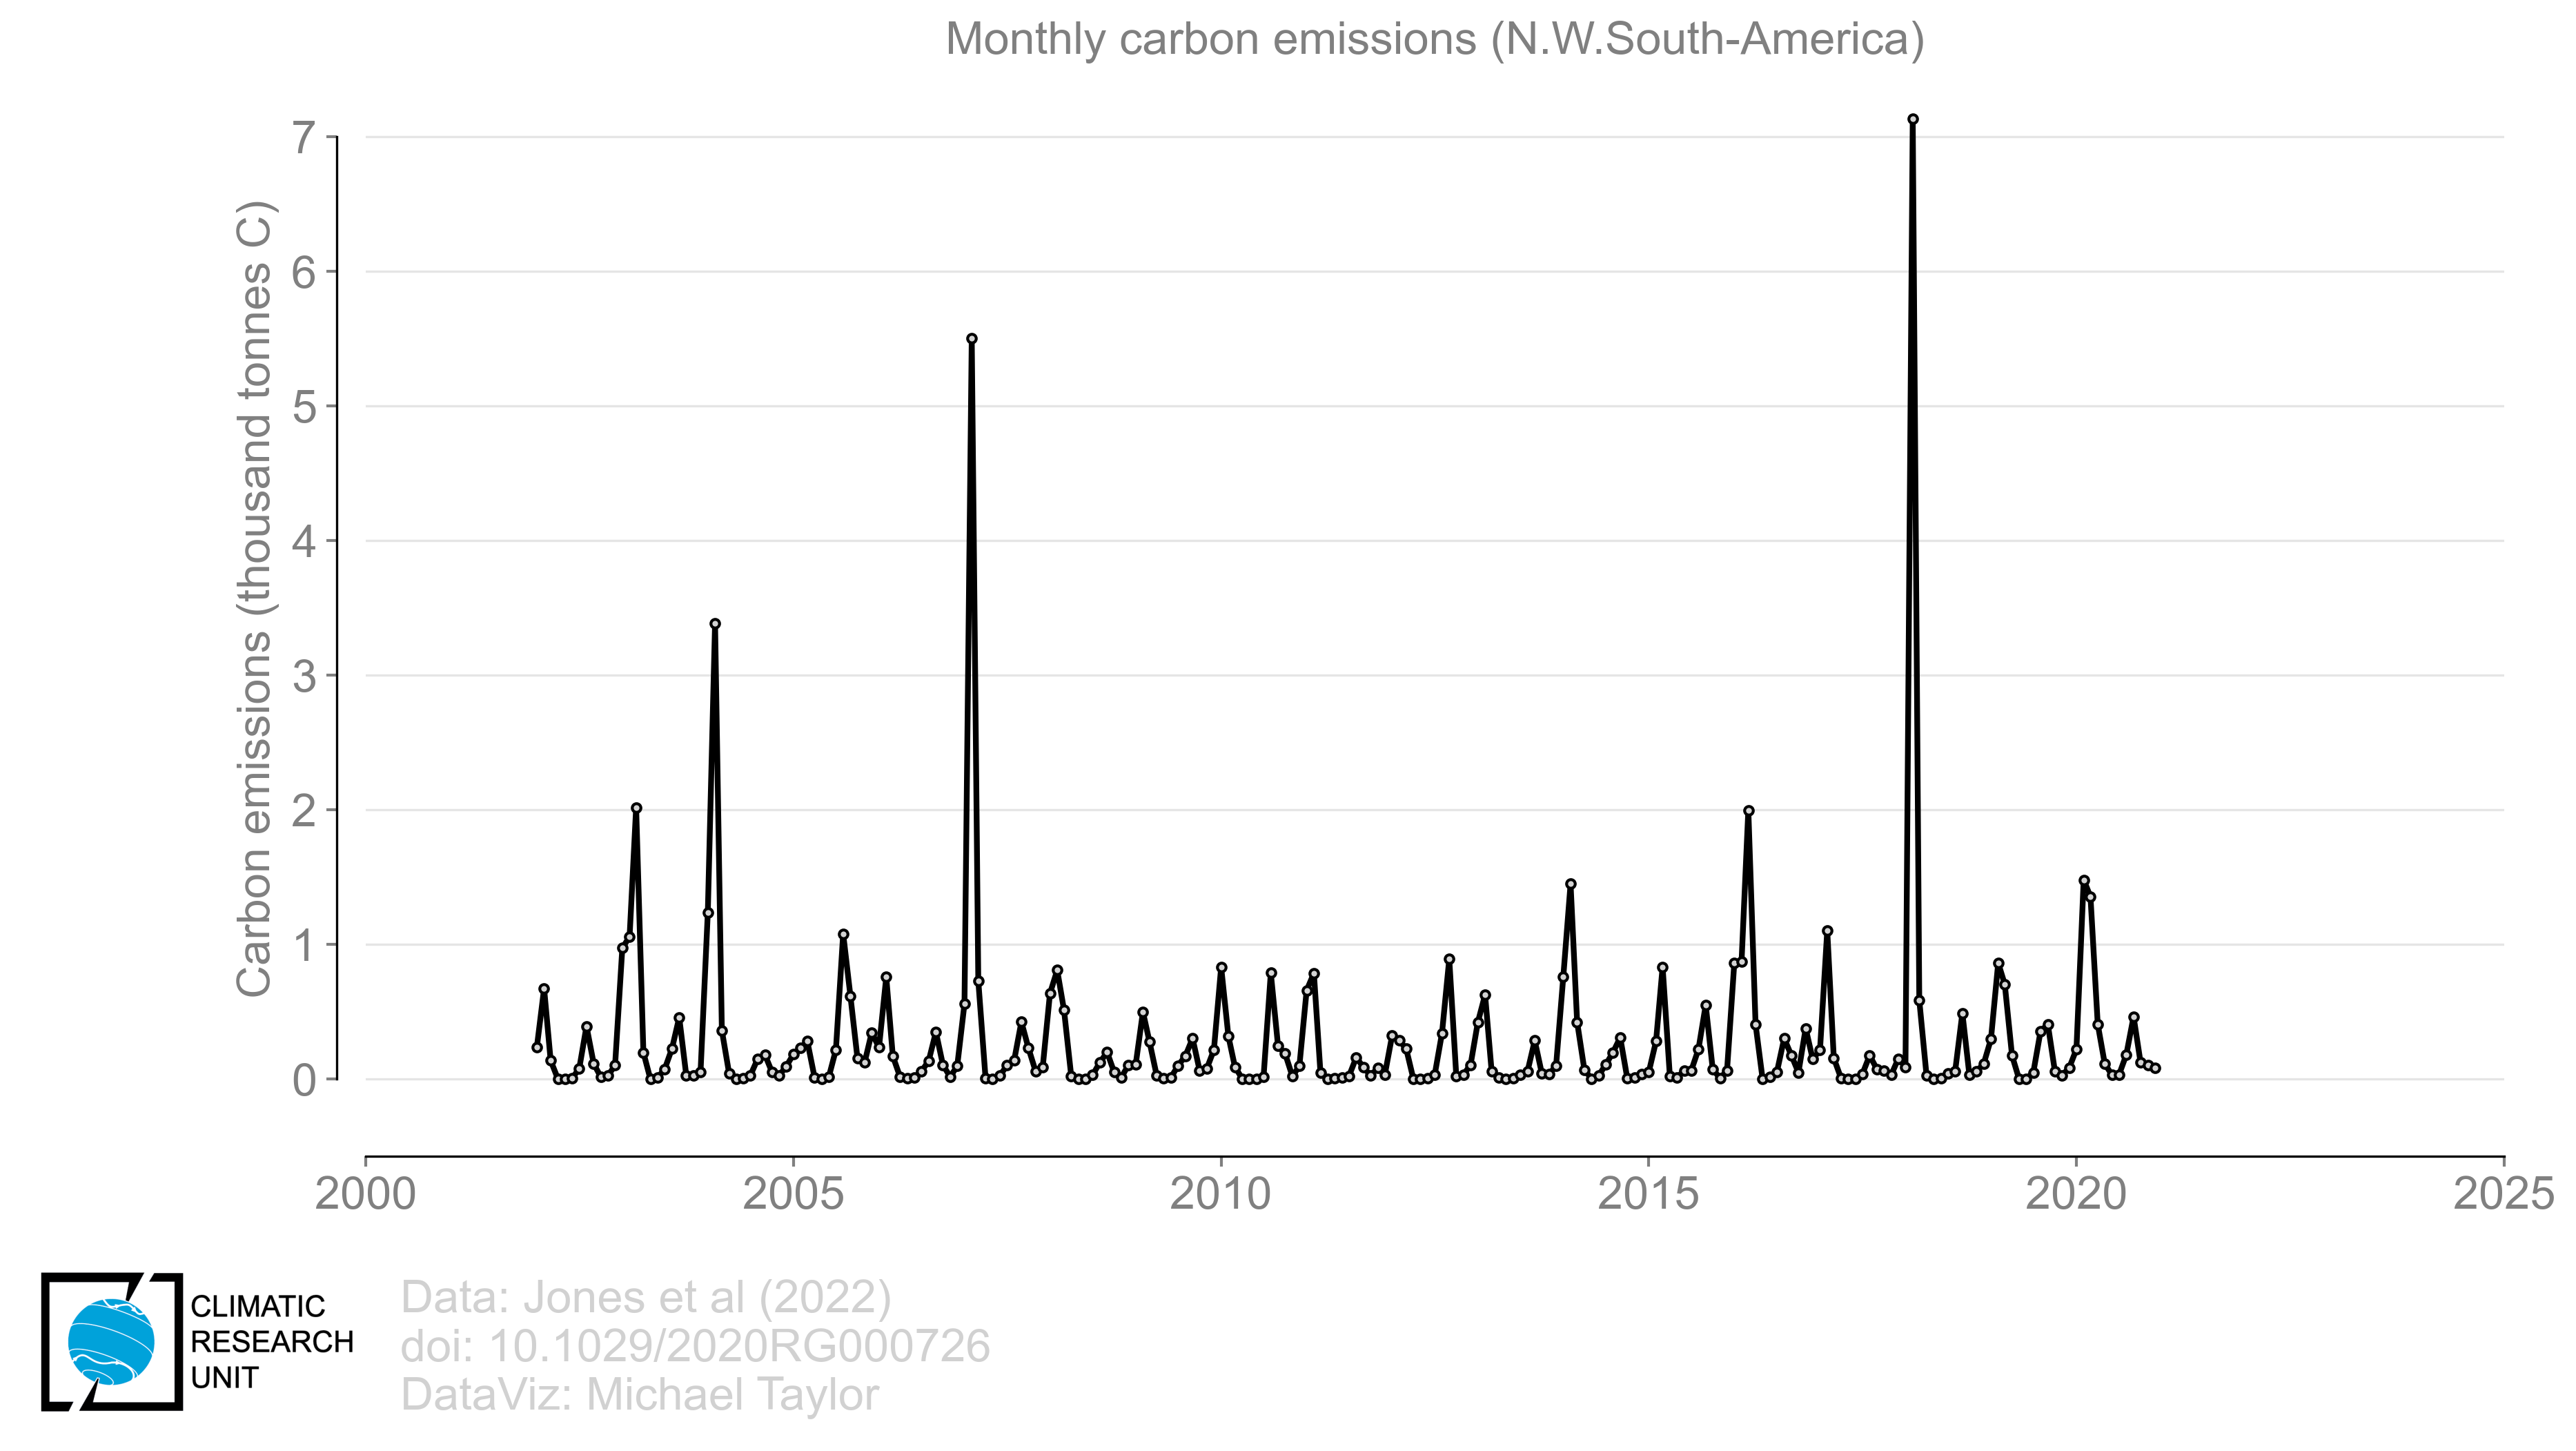 Monthly carbon emissions (N.W.South-America)
Carbon emissions (thousand tonnes C)
7
6
5
4
3
2
1
0
2000 2005 2010 2015 2020 2025
CLIMATIC
RESEARCH
UNIT
Data: Jones et al (2022)
doi: 10.1029/2020RG000726
DataViz: Michael Taylor